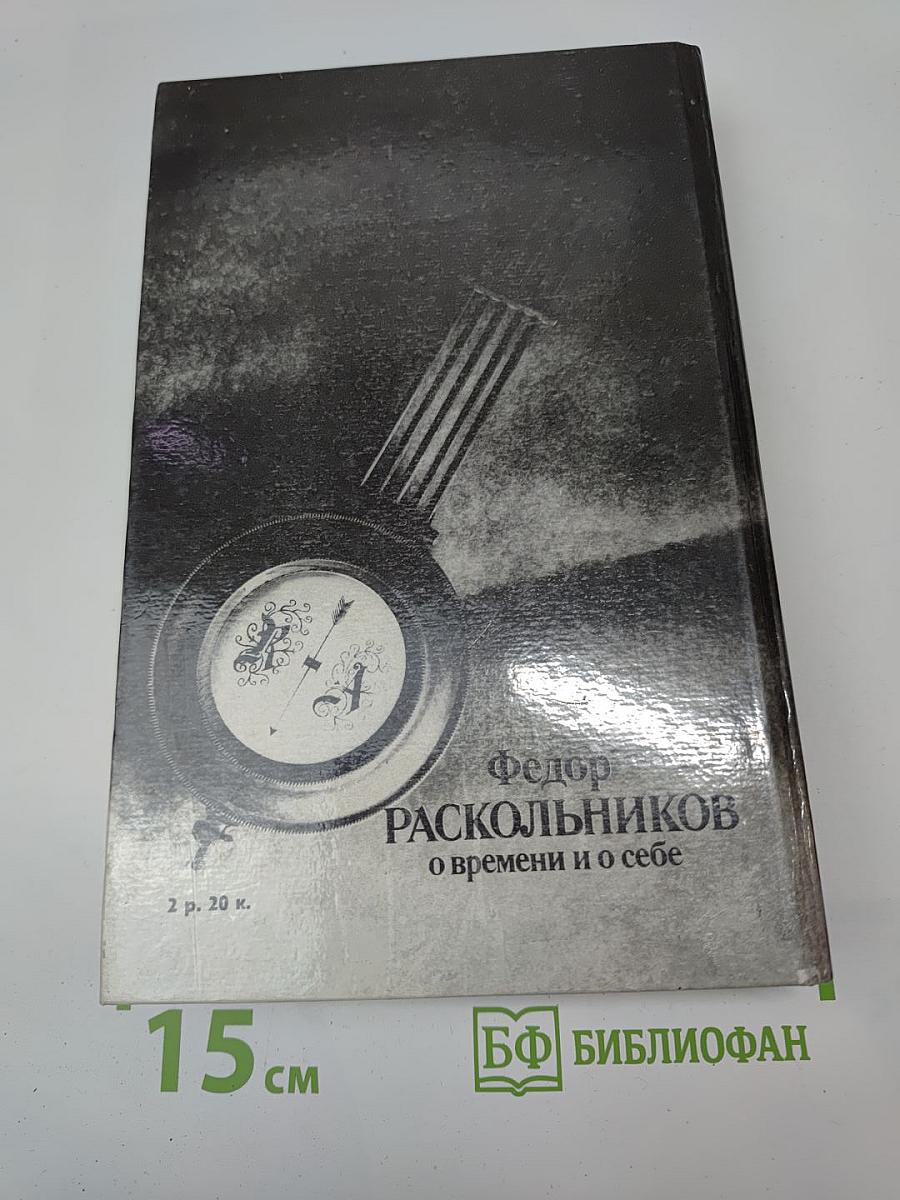 Федор
РАСКОЛЬНИКОВ
о времени и о себе
2 р. 20 к.
15 см
БФ БИБЛИОФАН